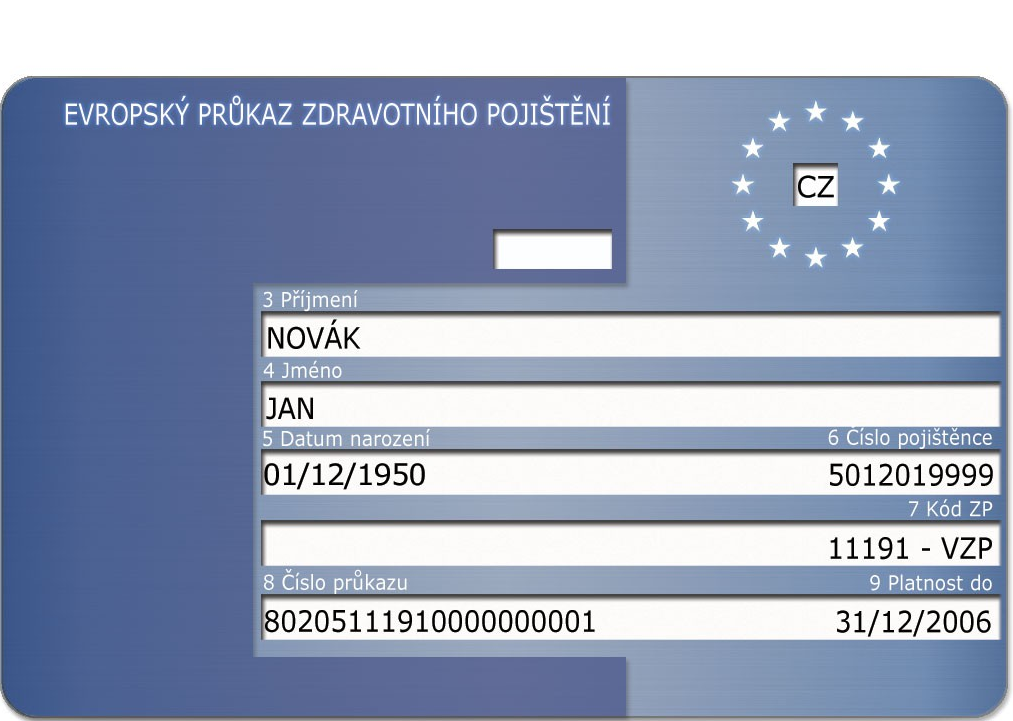 EVROPSKÝ PRŮKAZ ZDRAVOTNÍHO POJIŠTĚNÍ
CZ
3 Příjmení
NOVÁK
4 Jméno
JAN
5 Datum narození 6 Číslo pojištěnce
01/12/1950 5012019999
7 Kód ZP
11191 - VZP
8 Číslo průkazu 9 Platnost do
80205111910000000001 31/12/2006